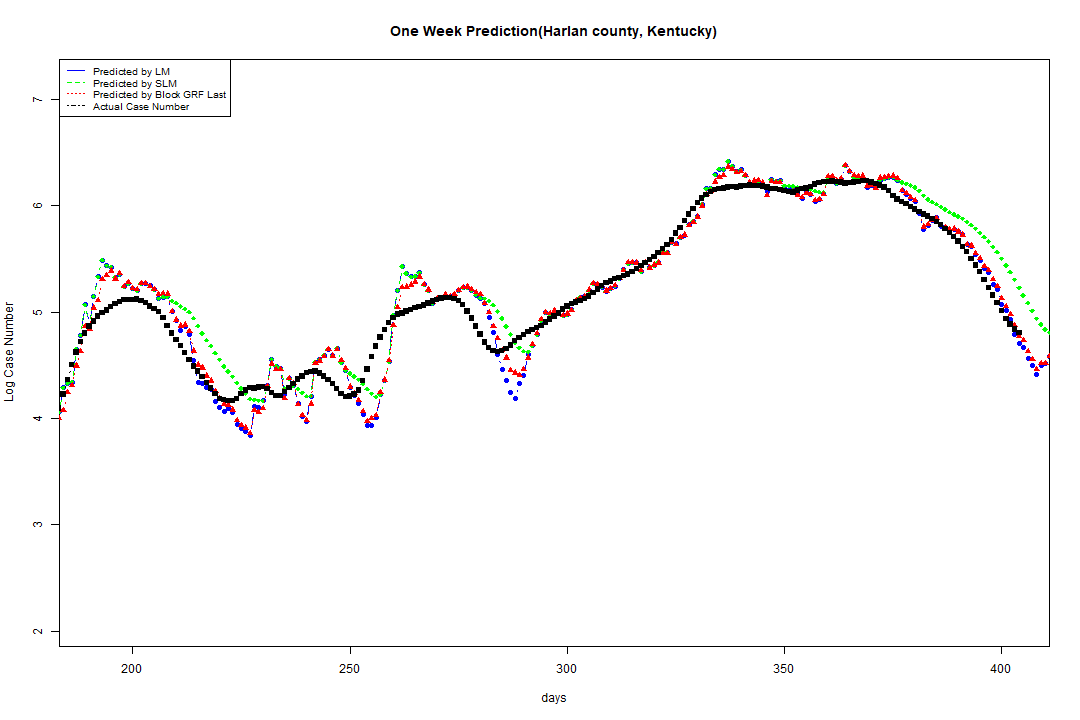 One Week Prediction(Harlan county, Kentucky)
Predicted by LM
Predicted by SLM
Predicted by Block GRF Last
Actual Case Number
7
6
5
4
3
2
Log Case Number
200
250
300
350
400
days